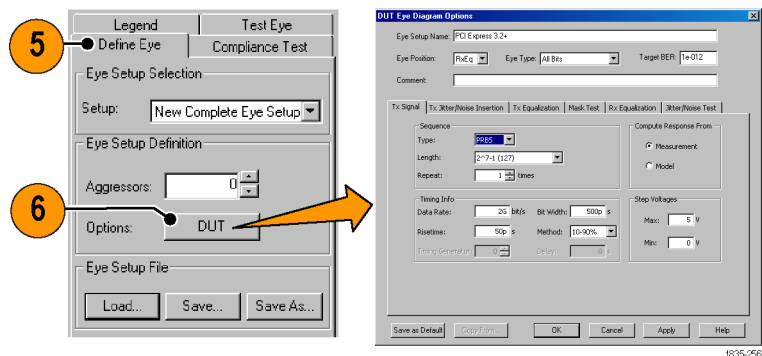 Legend
Test Eye
5
Define Eye
Compliance Test
Eye Setup Selection
Setup: New Complete Eye Setup
Eye Setup Definition
Aggressors: 0
6
Options: DUT
Eye Setup File
Load... Save... Save As...
DUT Eye Diagram Options
Eye Setup Name: PCI Express 3.2+
Eye Position: RxEq Eye Type: All Bits Target BER: 1e-012
Comment:
Tx Signal Tx Jitter/Noise Insertion Tx Equalization Mask Test Rx Equalization Jitter/Noise Test
Sequence
Type: PRBS
Length: 2^7-1 (127)
Repeat: 1 times
Compute Response From
Measurement
Model
Timing Info
Data Rate: 2G bit/s Bit Width: 500p s
Risetime: 50p s Method: 10-90%
Timing Generator: 0 Delay: 0 s
Step Voltages
Max: 5 V
Min: 0 V
Save as Default Copy From... OK Cancel Apply Help
1835-256